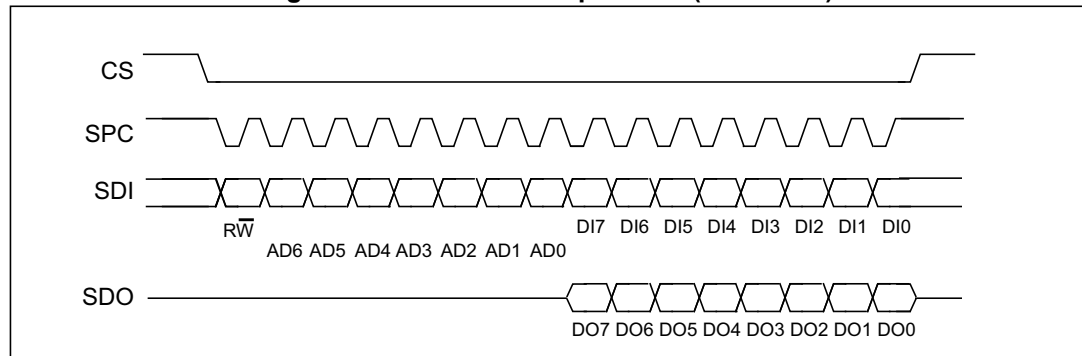 CS
SPC
SDI
RW DI7 DI6 DI5 DI4 DI3 DI2 DI1 DI0
AD6 AD5 AD4 AD3 AD2 AD1 AD0
SDO
DO7 DO6 DO5 DO4 DO3 DO2 DO1 DO0